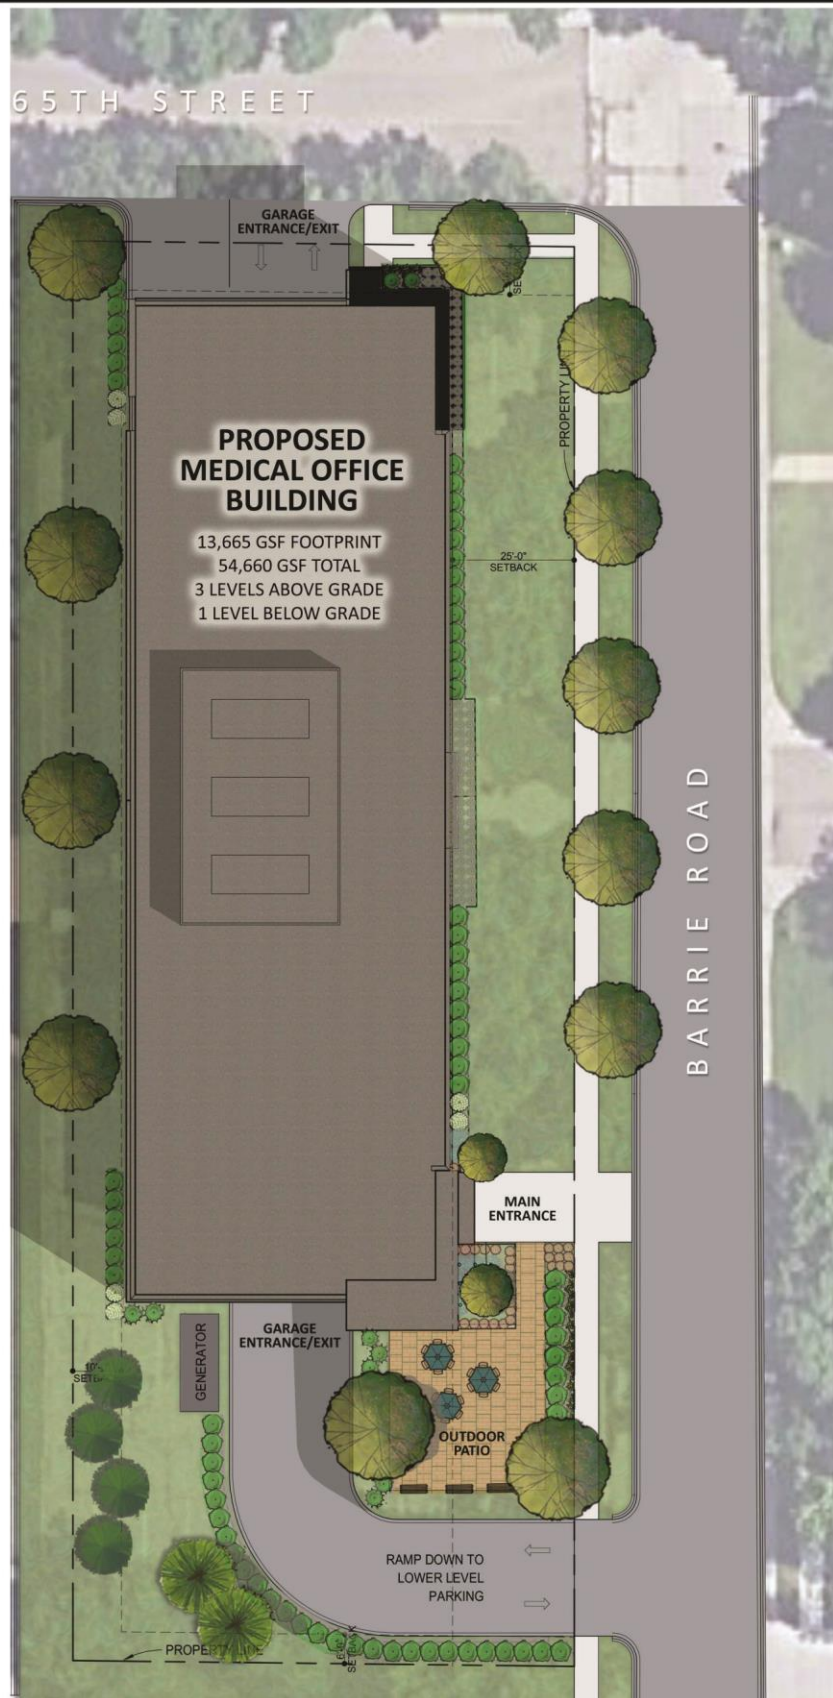 65TH STREET
GARAGE
ENTRANCE/EXIT
PROPERTY LINE
PROPOSED
MEDICAL OFFICE
BUILDING
13,665 GSF FOOTPRINT
54,660 GSF TOTAL
3 LEVELS ABOVE GRADE
1 LEVEL BELOW GRADE
25'-0"
SETBACK
BARRIE ROAD
MAIN
ENTRANCE
GARAGE
ENTRANCE/EXIT
GENERATOR
OUTDOOR
PATIO
RAMP DOWN TO
LOWER LEVEL
PARKING
PROPERTY LINE
SETBACK